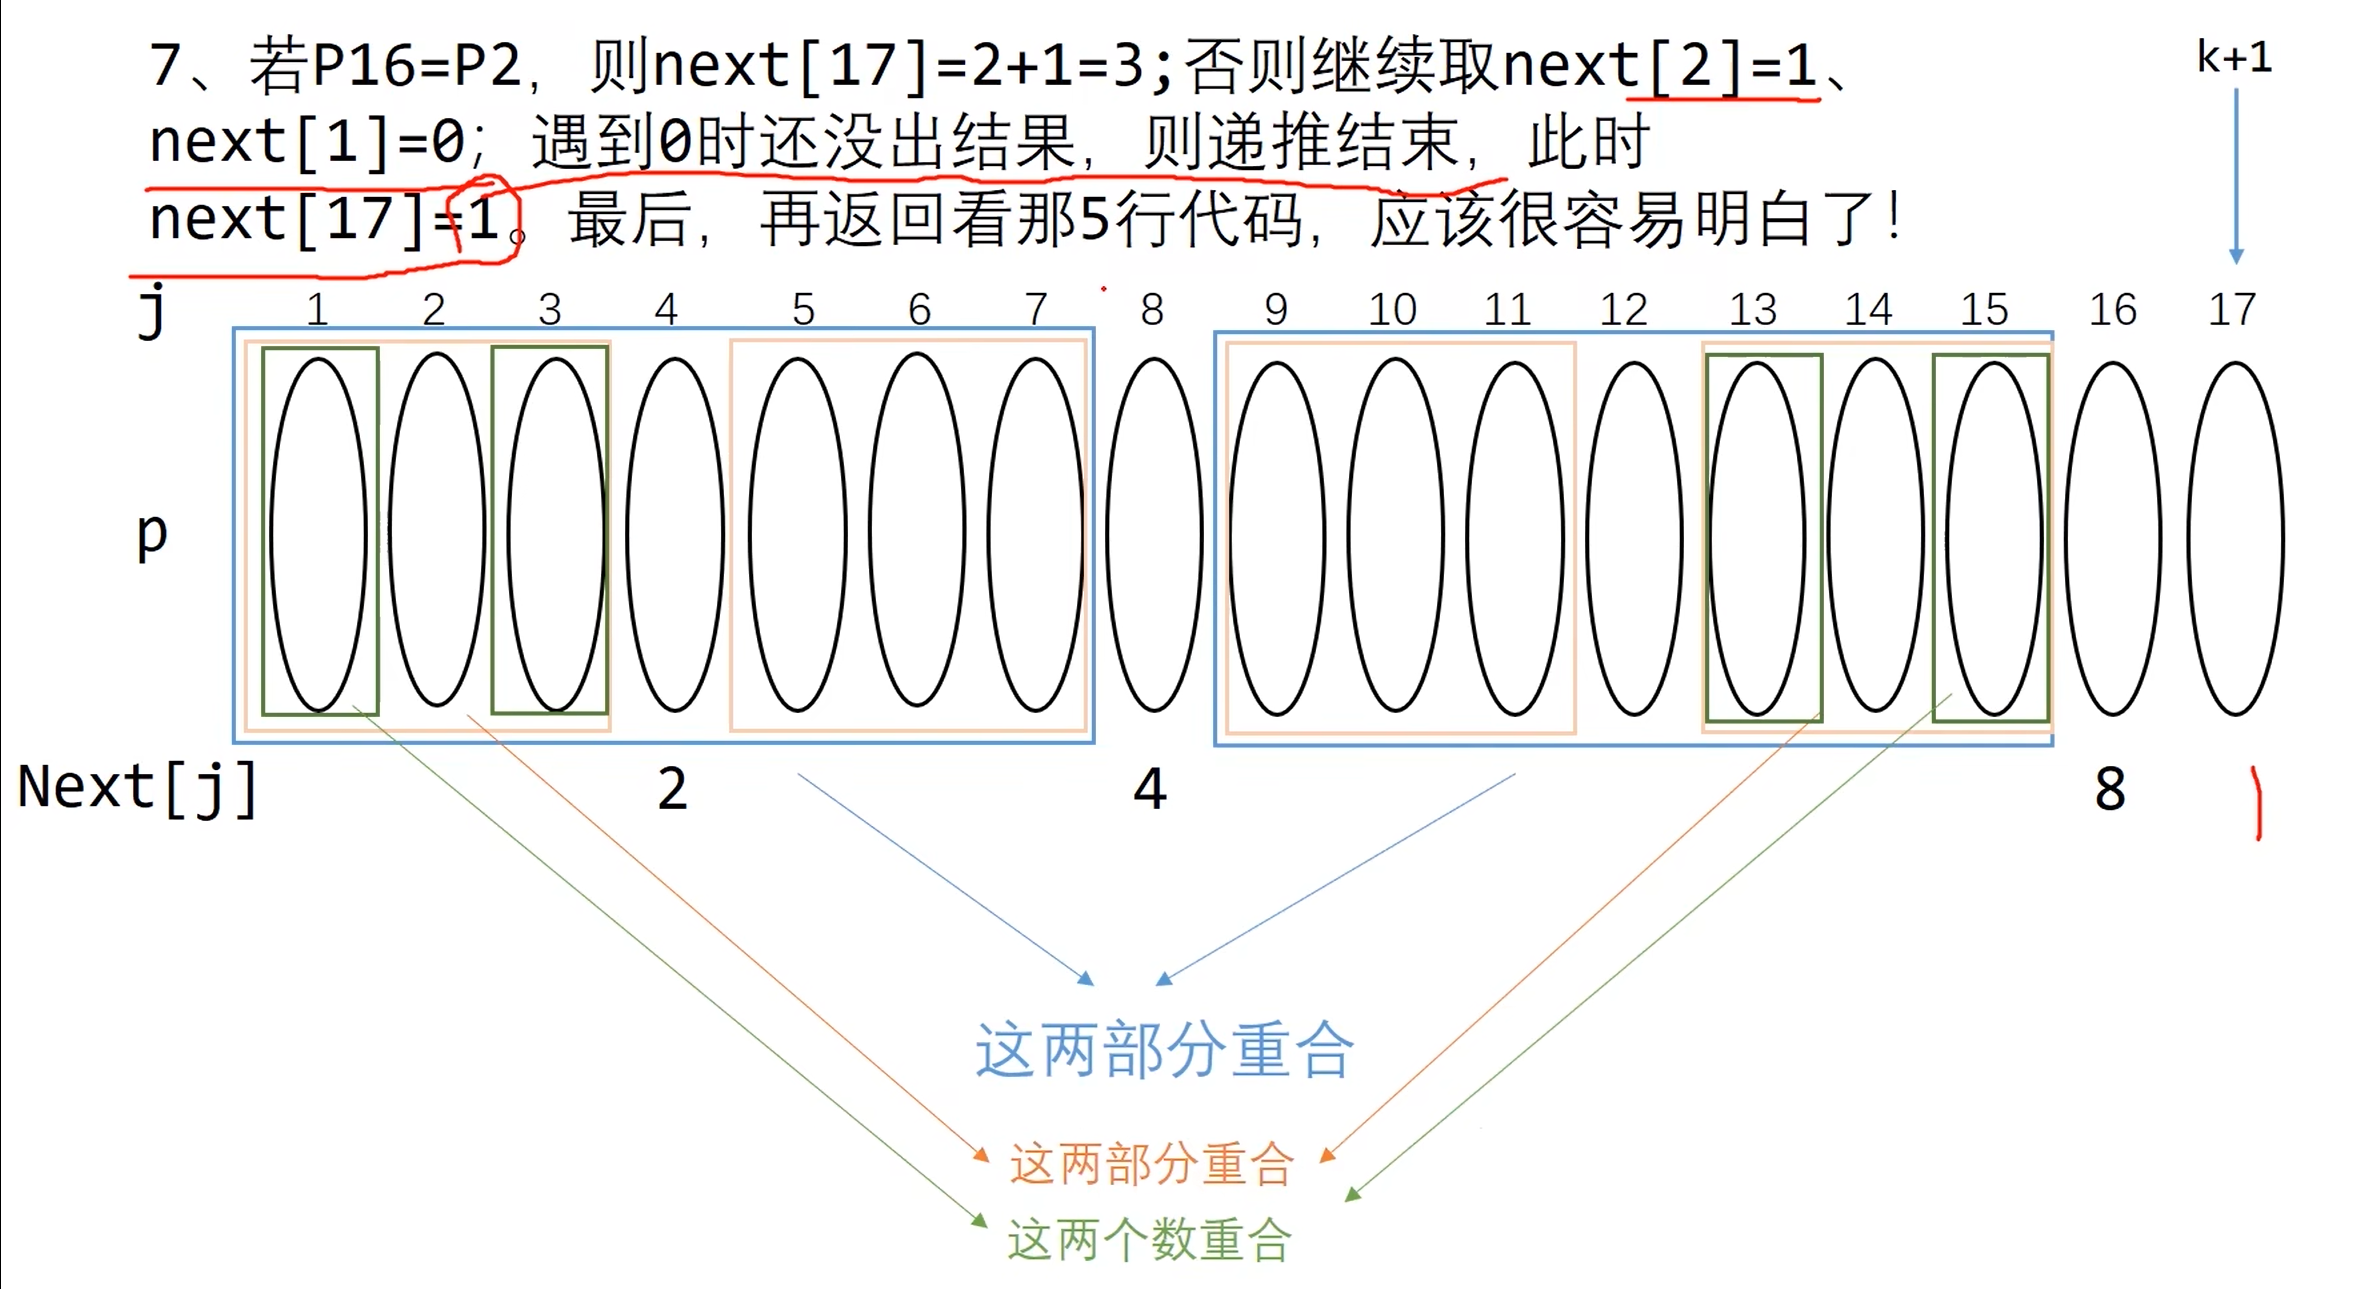 7、若P16=P2，则next[17]=2+1=3;否则继续取next[2]=1、
next[1]=0；遇到0时还没出结果，则递推结束，此时
next[17]=1。最后，再返回看那5行代码，应该很容易明白了！
k+1
j 1 2 3 4 5 6 7 8 9 10 11 12 13 14 15 16 17
p
Next[j] 2 4 8
这两部分重合
这两部分重合
这两个数重合